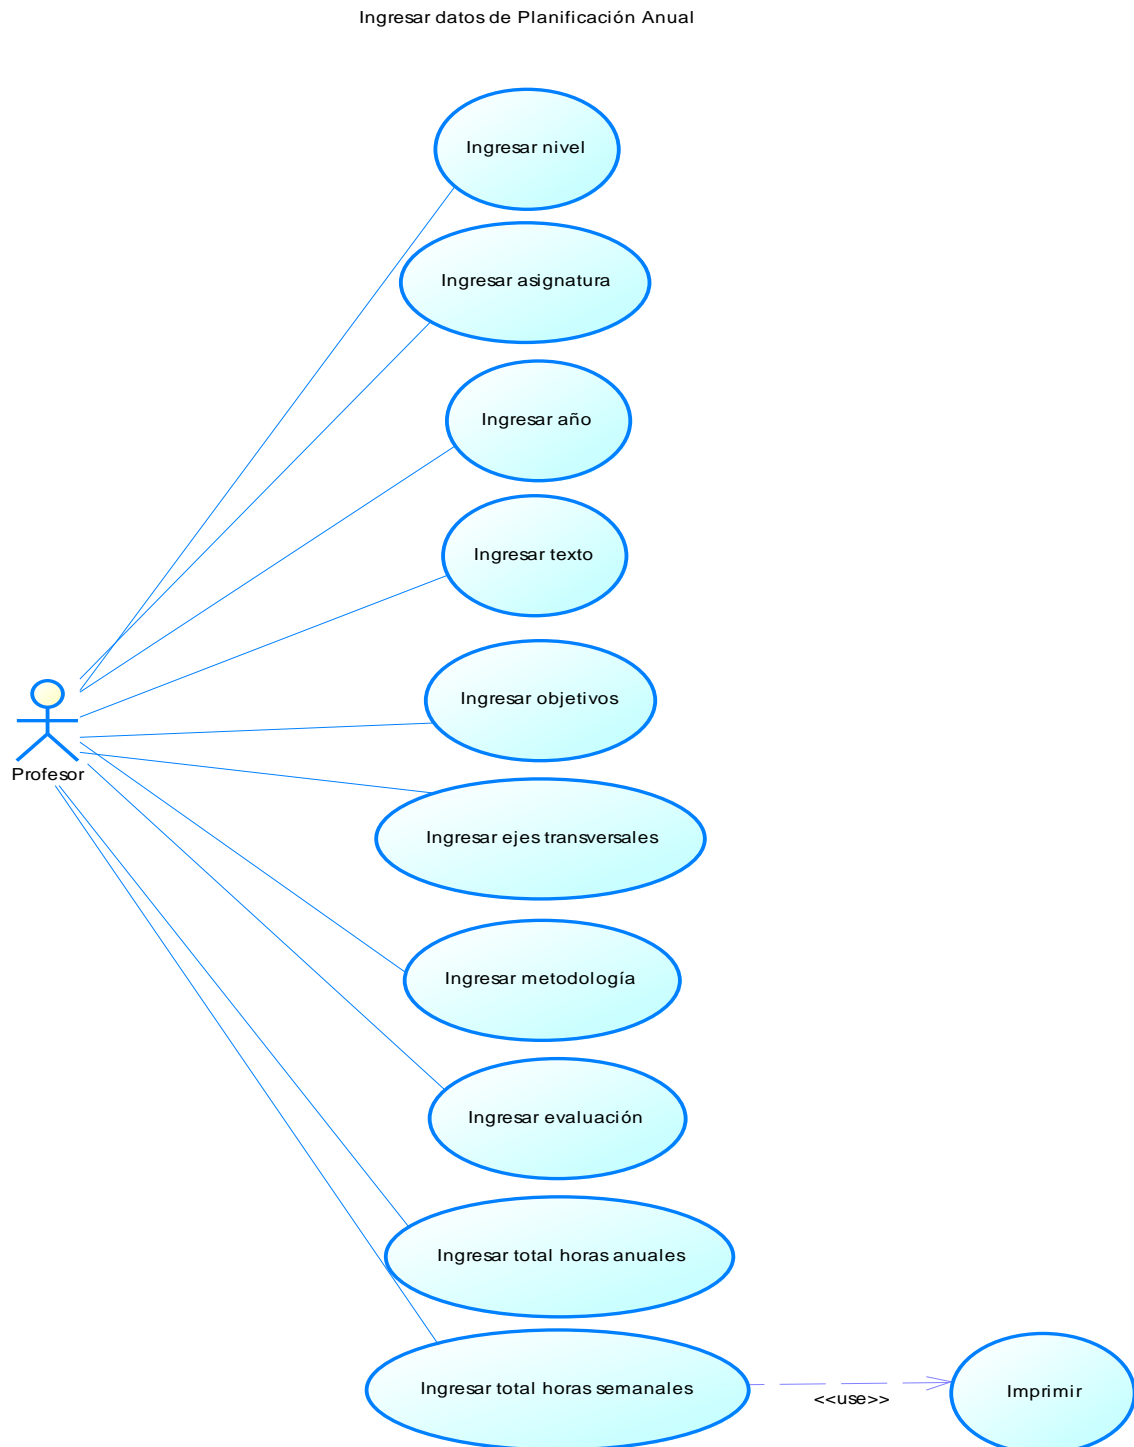 Ingresar datos de Planificación Anual
Ingresar nivel
Ingresar asignatura
Ingresar año
Ingresar texto
Ingresar objetivos
Profesor
Ingresar ejes transversales
Ingresar metodología
Ingresar evaluación
Ingresar total horas anuales
Ingresar total horas semanales
<<use>>
Imprimir